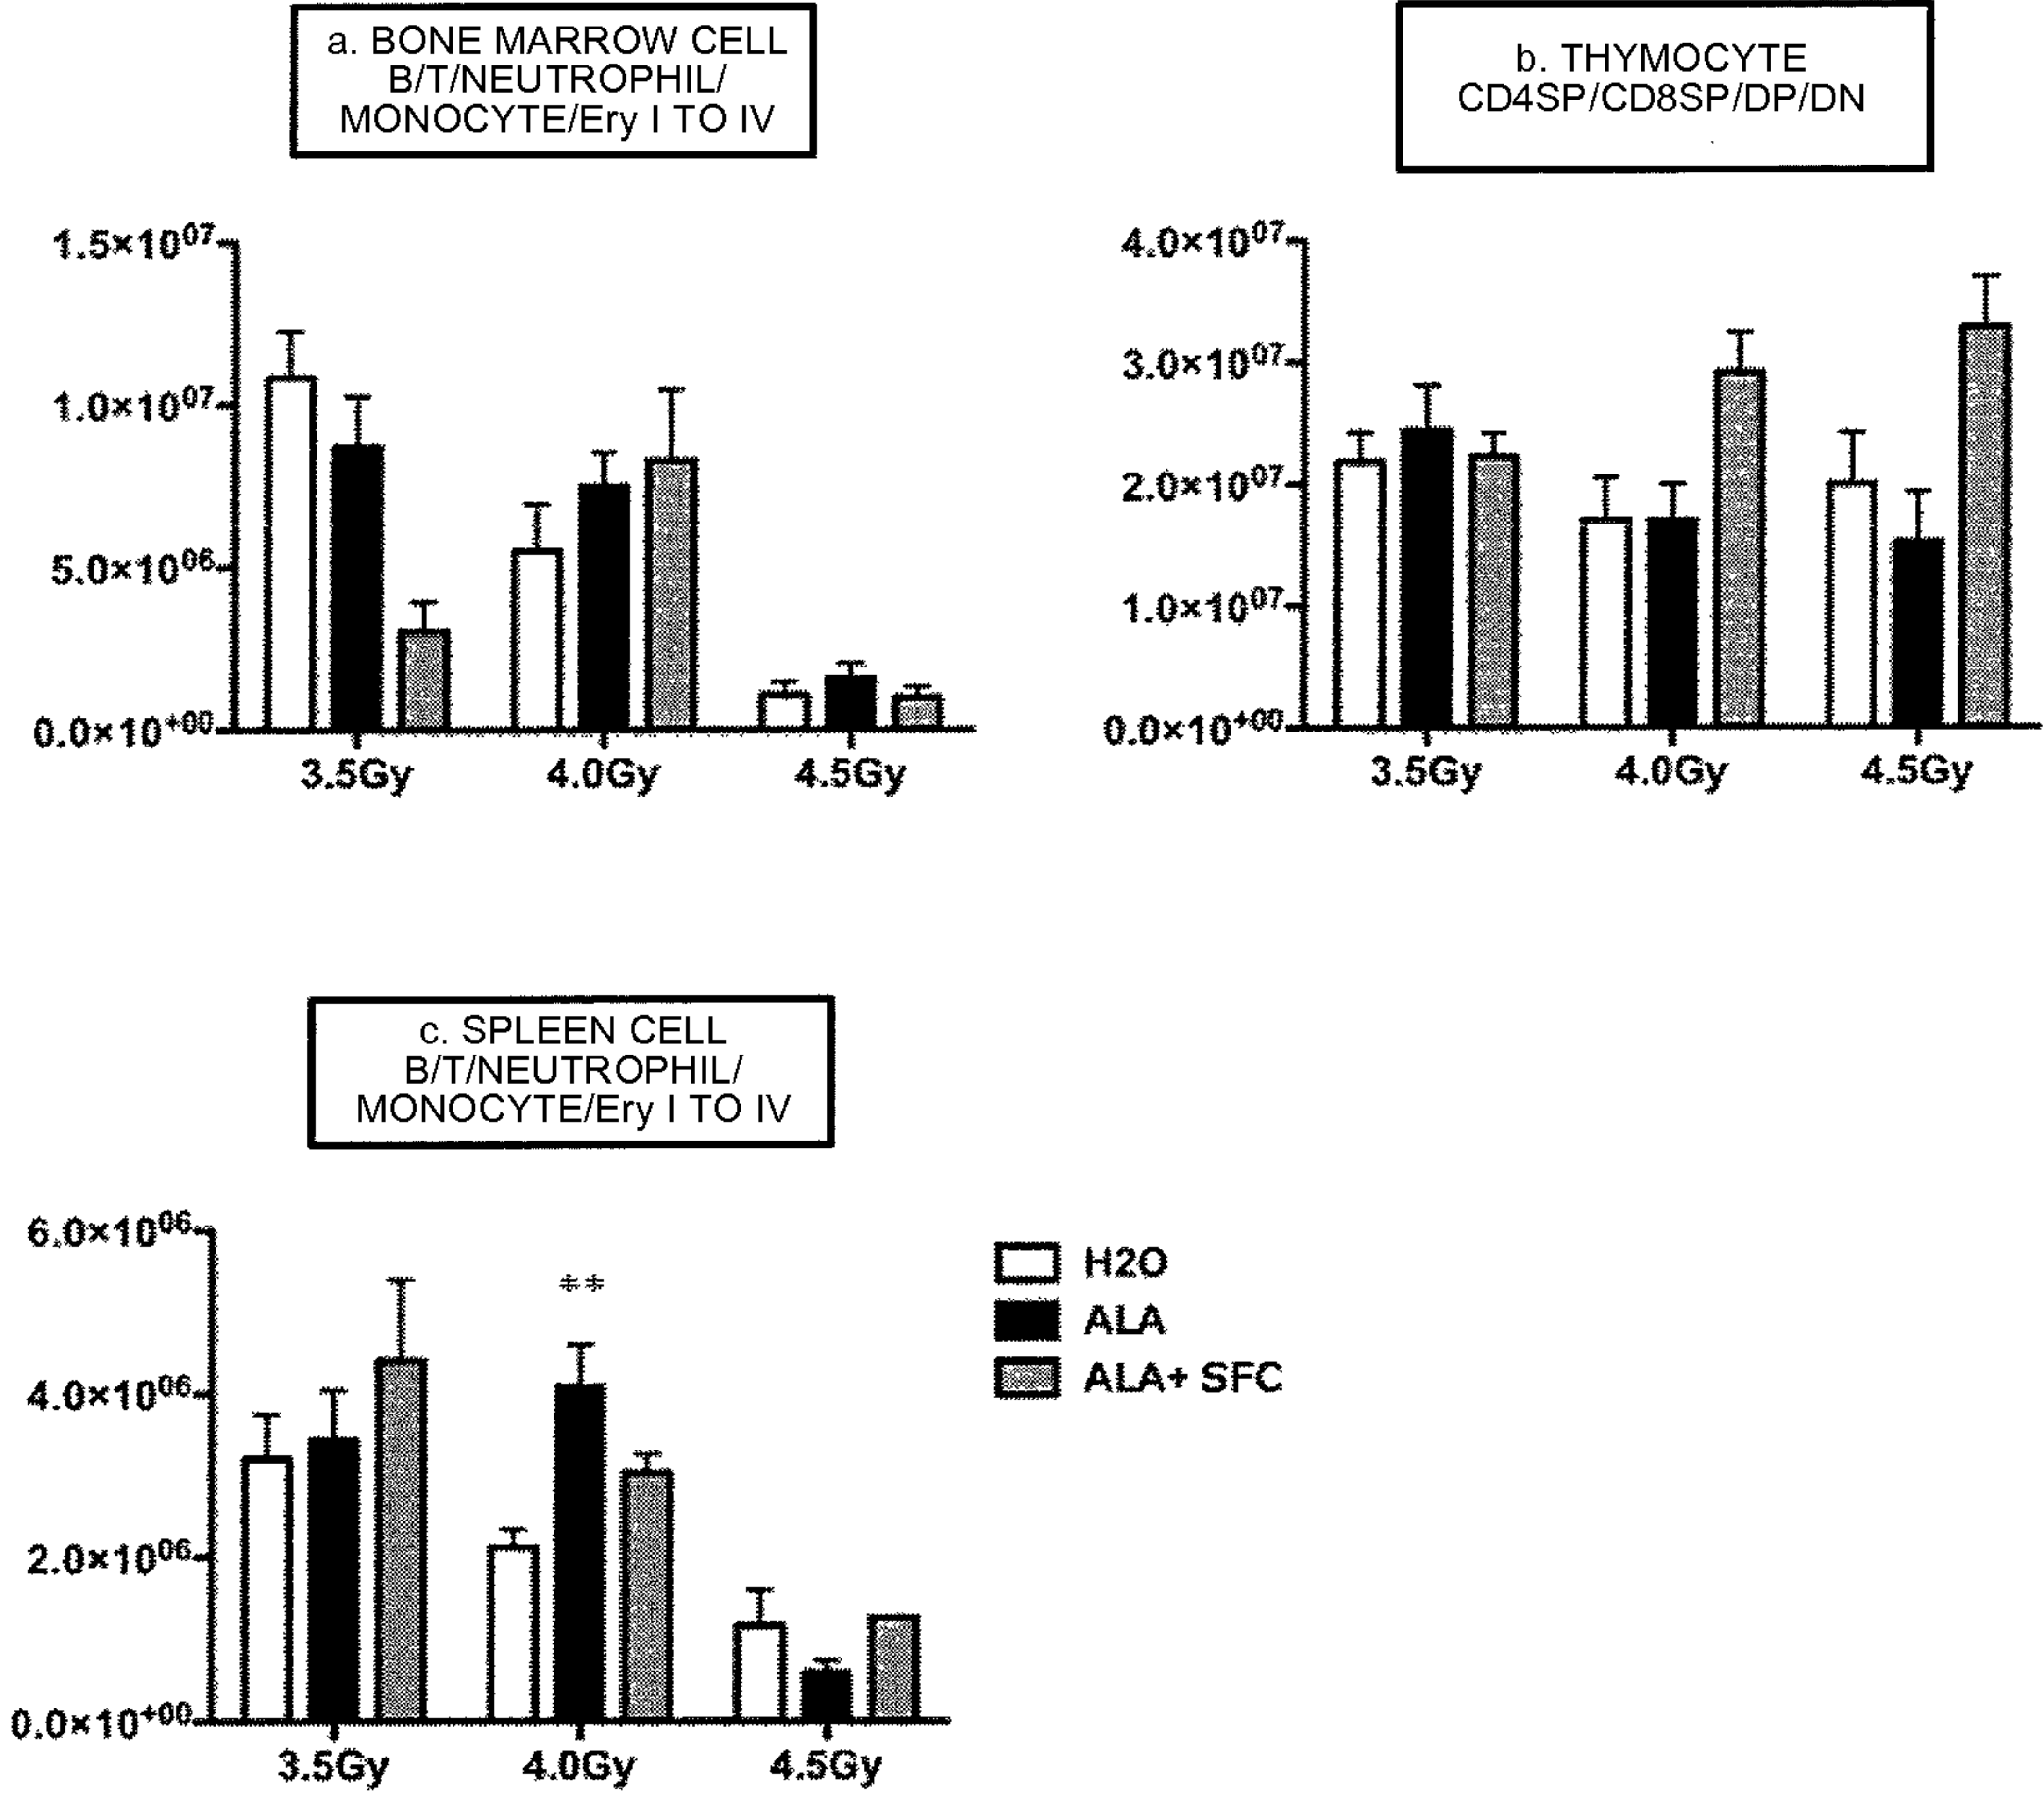 a. BONE MARROW CELL
B/T/NEUTROPHIL/
MONOCYTE/Ery I TO IV
1.5×10⁰⁷
1.0×10⁰⁷
5.0×10⁰⁶
0.0×10⁺⁰⁰
3.5Gy 4.0Gy 4.5Gy
b. THYMOCYTE
CD4SP/CD8SP/DP/DN
4.0×10⁰⁷
3.0×10⁰⁷
2.0×10⁰⁷
1.0×10⁰⁷
0.0×10⁺⁰⁰
3.5Gy 4.0Gy 4.5Gy
c. SPLEEN CELL
B/T/NEUTROPHIL/
MONOCYTE/Ery I TO IV
6.0×10⁰⁶
4.0×10⁰⁶
2.0×10⁰⁶
0.0×10⁺⁰⁰
**
3.5Gy 4.0Gy 4.5Gy
H2O
ALA
ALA+ SFC